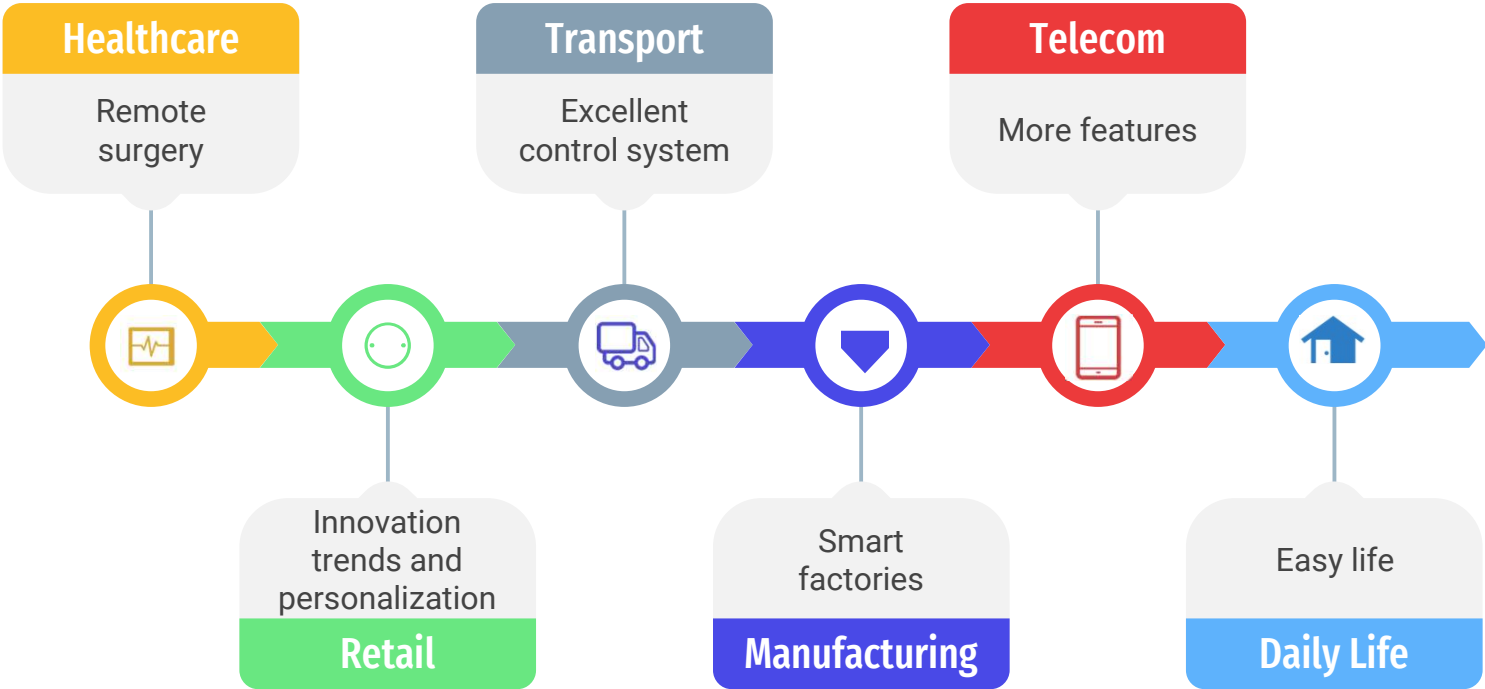 Healthcare
Remote
surgery
Transport
Excellent
control system
Telecom
More features
Innovation
trends and
personalization
Retail
Smart
factories
Manufacturing
Easy life
Daily Life